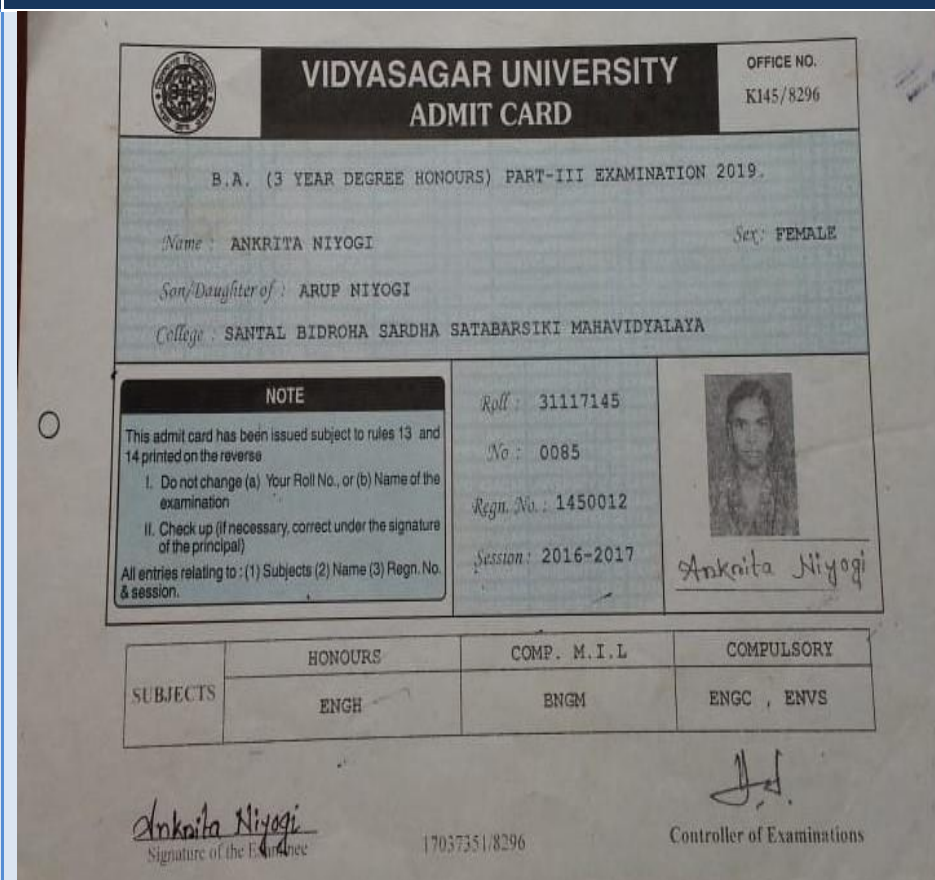 VIDYASAGAR UNIVERSITY
ADMIT CARD
OFFICE NO.
K145/8296
B.A. (3 YEAR DEGREE HONOURS) PART-III EXAMINATION 2019.
Name : ANKRITA NIYOGI
Sex: FEMALE
Son/Daughter of : ARUP NIYOGI
College : SANTAL BIDROHA SARDHA SATABARSIKI MAHAVIDYALAYA
NOTE
This admit card has been issued subject to rules 13 and
14 printed on the reverse
I. Do not change (a) Your Roll No., or (b) Name of the
examination
II. Check up (if necessary, correct under the signature
of the principal)
All entries relating to : (1) Subjects (2) Name (3) Regn. No.
& session.
Roll : 31117145
No : 0085
Regn. No. : 1450012
Session : 2016-2017
Ankrita Niyogi
SUBJECTS
HONOURS
COMP. M.I.L
COMPULSORY
ENGH
BNGM
ENGC , ENVS
Ankrita Niyogi
Signature of the Examinee
17037351/8296
Controller of Examinations